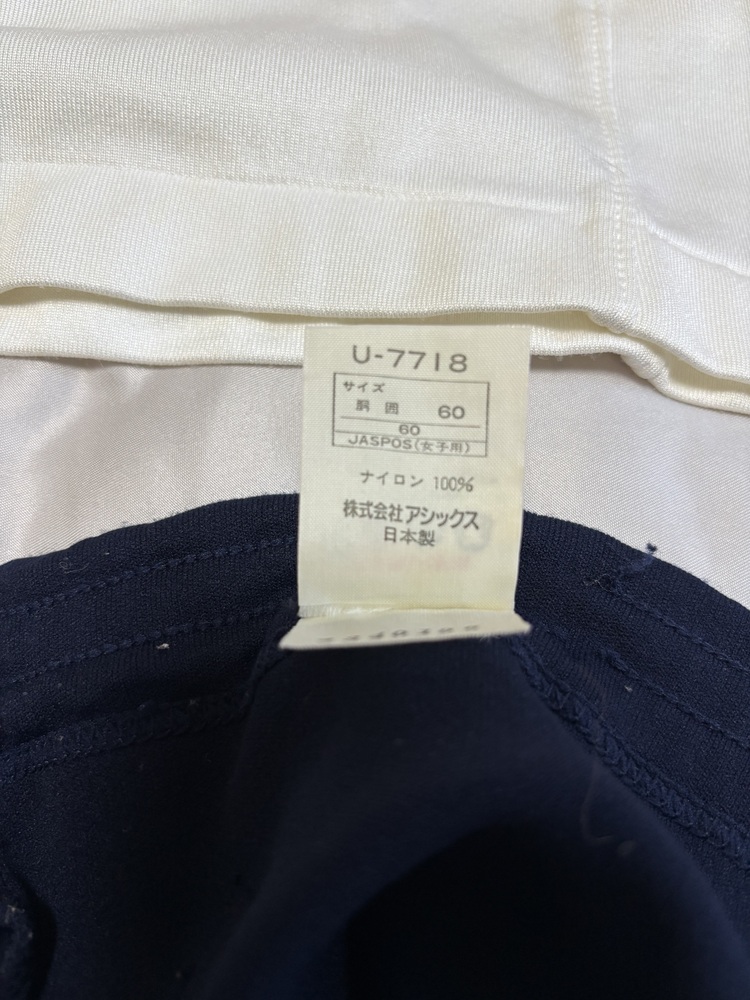 U-7718
サイズ
胴囲 60
60
JASPOS(女子用)
ナイロン 100%
株式会社アシックス
日本製